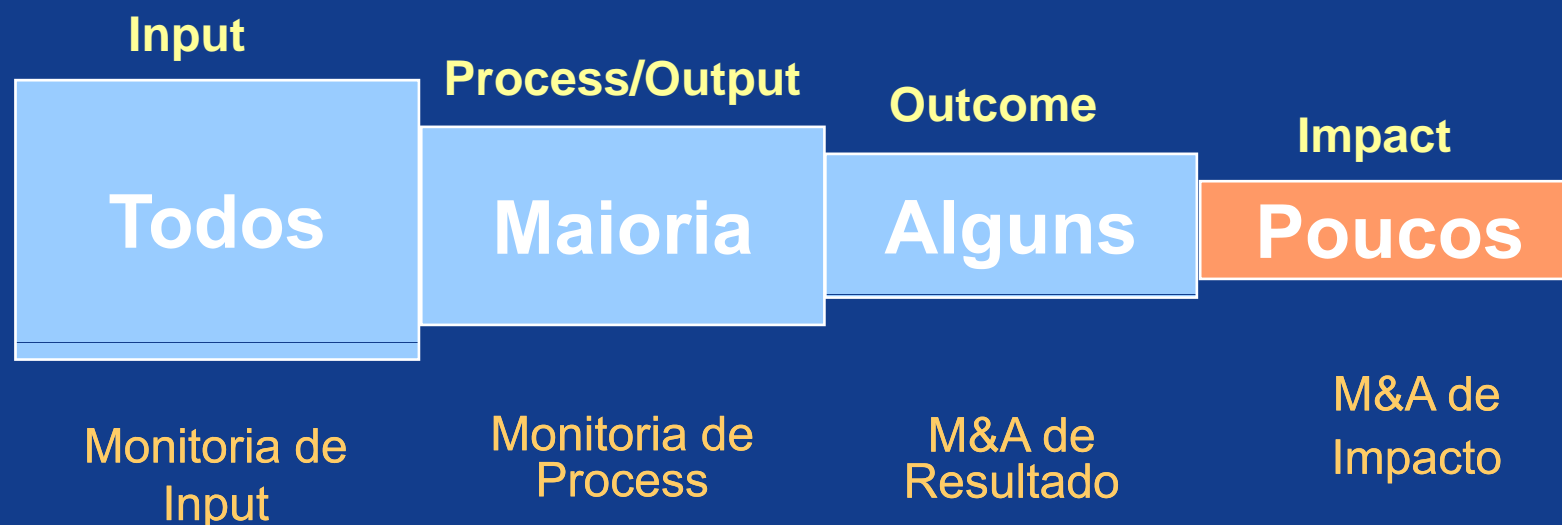 Input
Process/Output
Outcome
Impact
Todos
Maioria
Alguns
Poucos
Monitoria de
Input
Monitoria de
Process
M&A de
Resultado
M&A de
Impacto